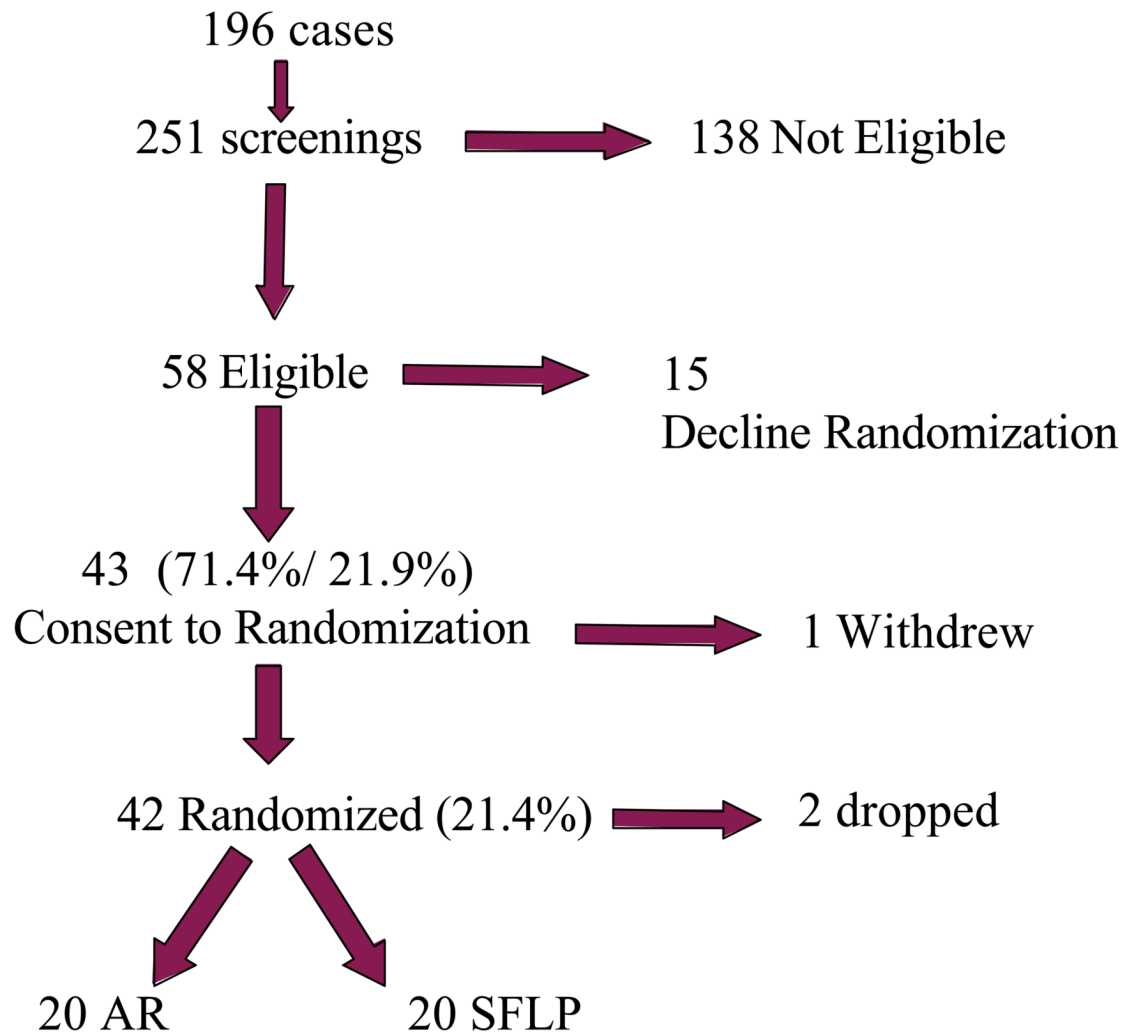 196 cases
251 screenings
138 Not Eligible
58 Eligible
15
Decline Randomization
43 (71.4%/ 21.9%)
Consent to Randomization
1 Withdrew
42 Randomized (21.4%)
2 dropped
20 AR
20 SFLP